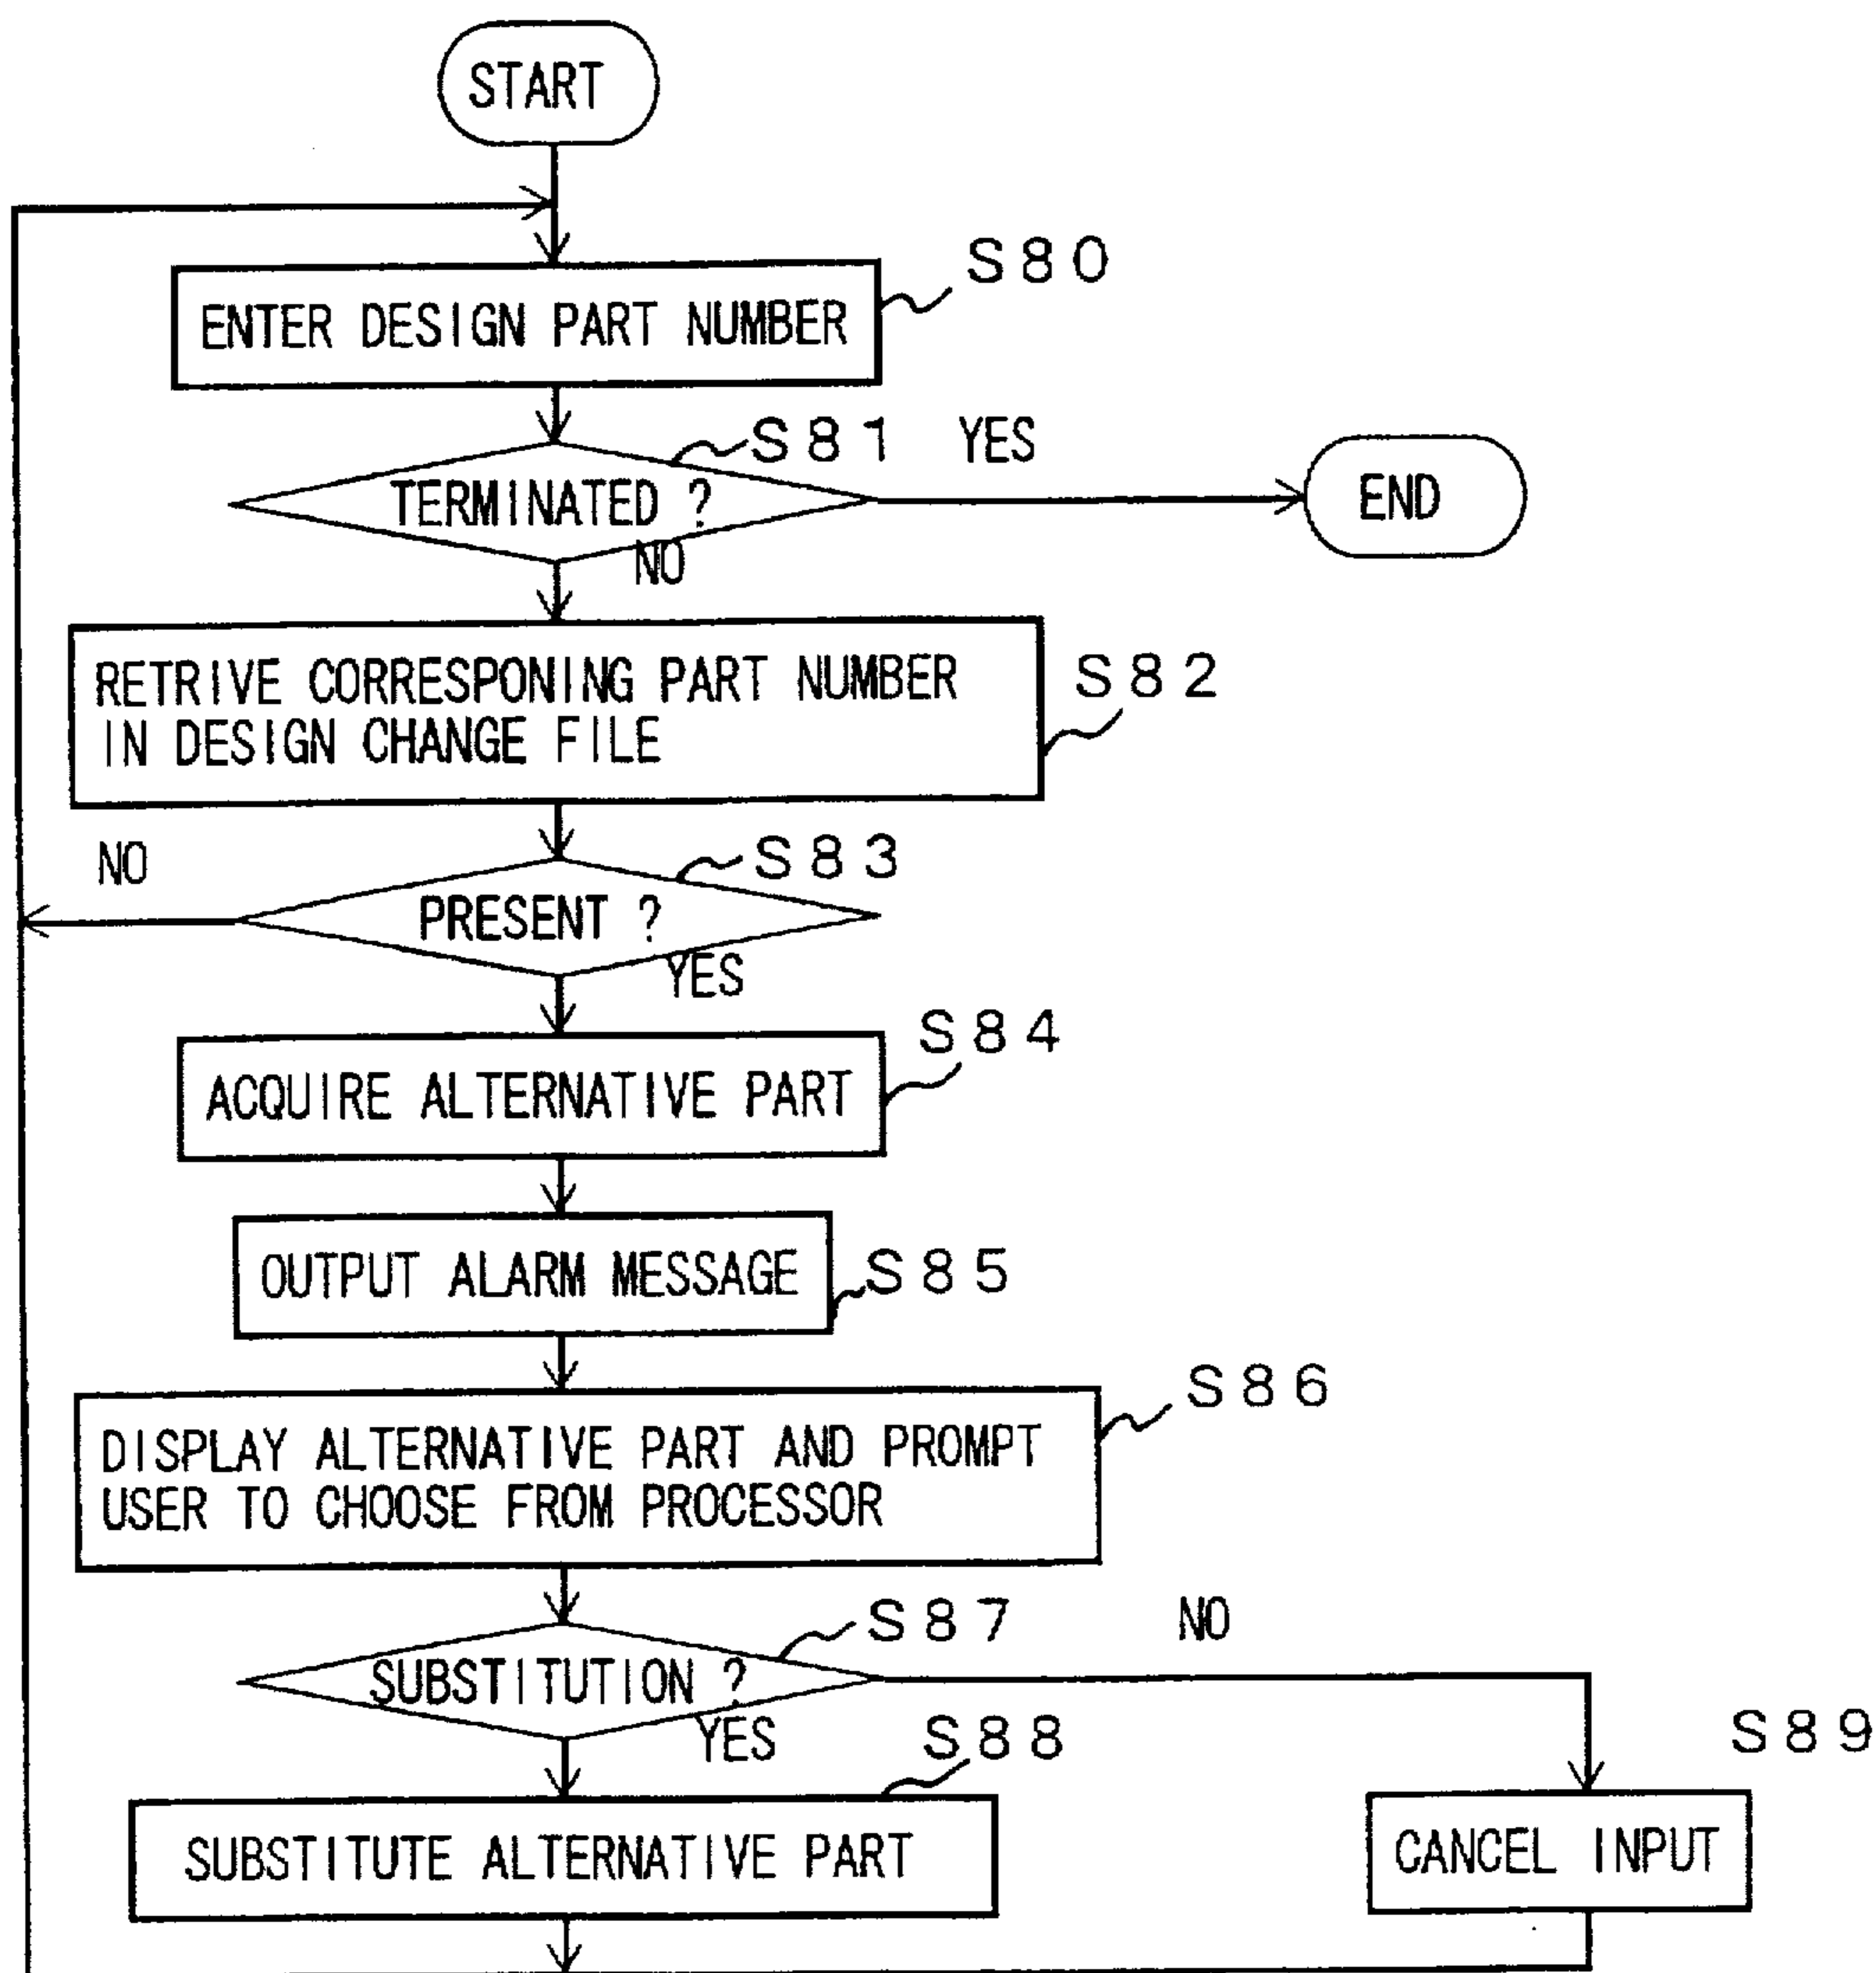 START
S80
ENTER DESIGN PART NUMBER
S81 YES
TERMINATED ?
END
NO
RETRIVE CORRESPONING PART NUMBER
IN DESIGN CHANGE FILE
S82
NO
S83
PRESENT ?
YES
S84
ACQUIRE ALTERNATIVE PART
OUTPUT ALARM MESSAGE
S85
S86
DISPLAY ALTERNATIVE PART AND PROMPT
USER TO CHOOSE FROM PROCESSOR
S87
NO
SUBSTITUTION ?
YES
S88
S89
SUBSTITUTE ALTERNATIVE PART
CANCEL INPUT